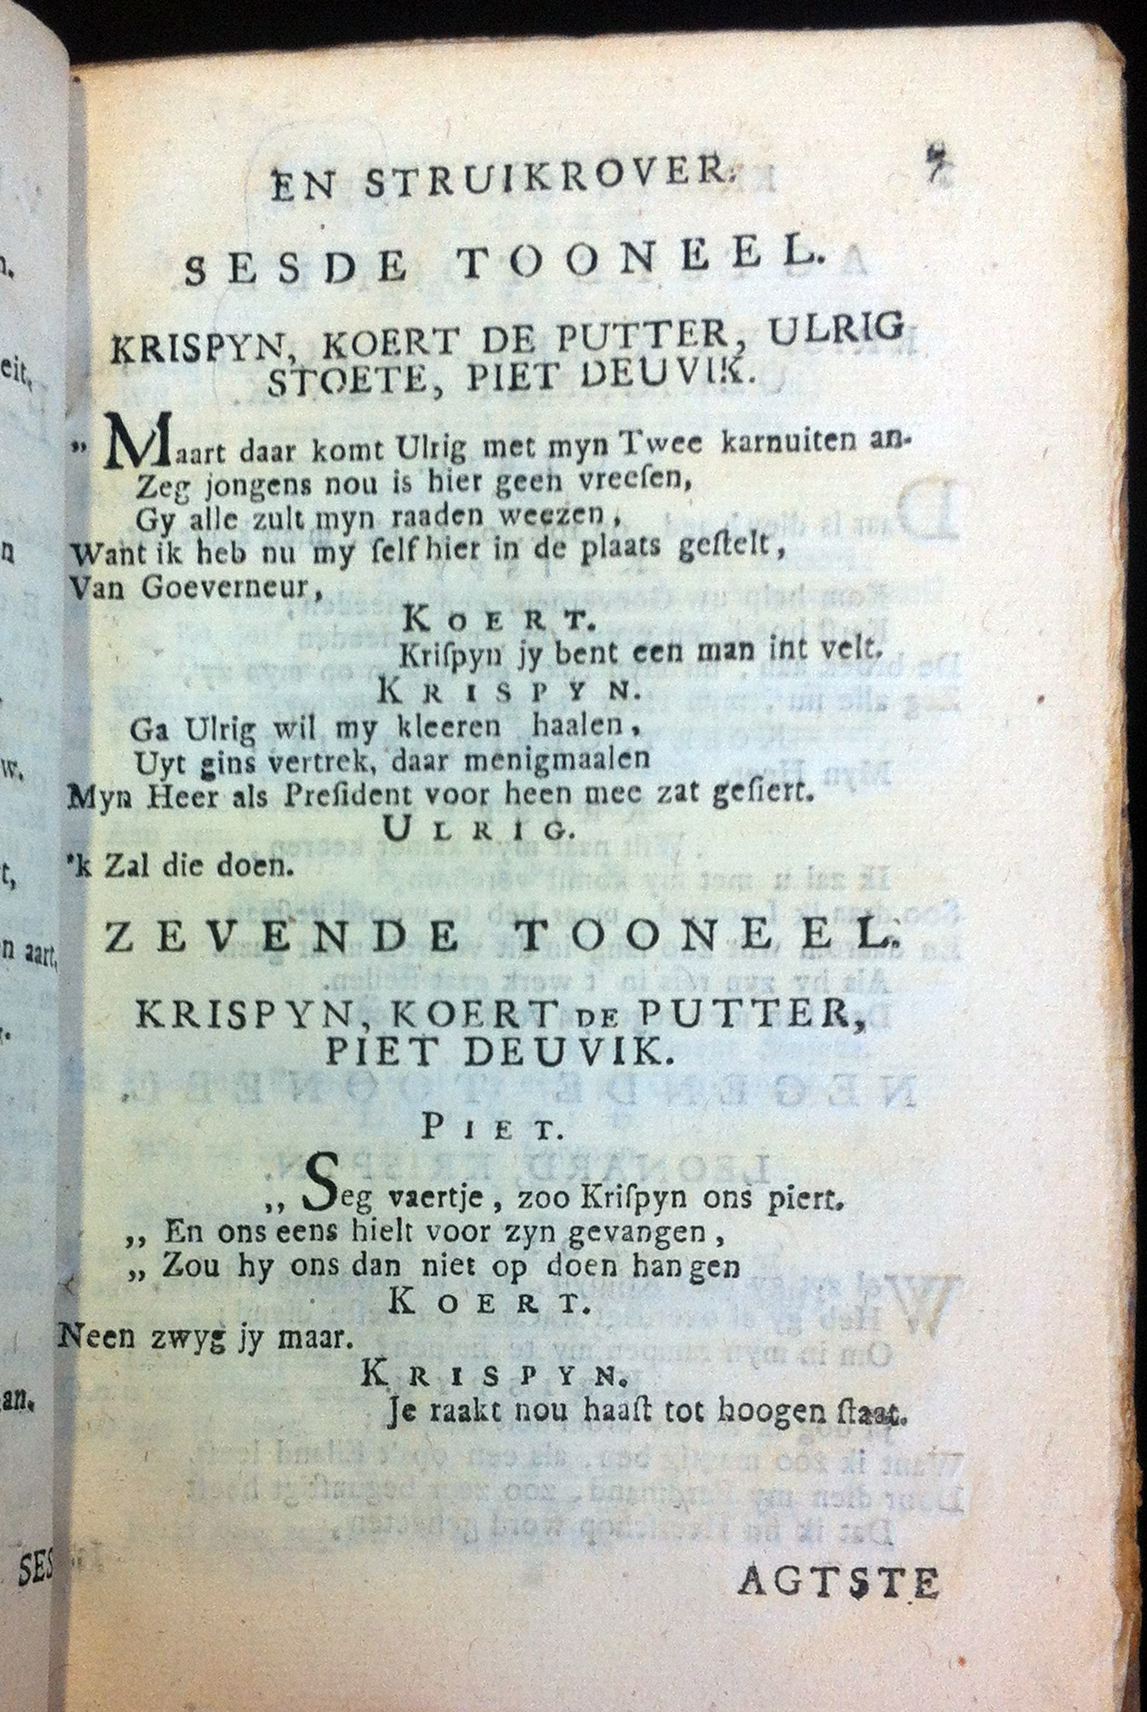 EN STRUIKROVER.
SESDE TOONEEL.
KRISPYN, KOERT DE PUTTER, ULRIG
STOETE, PIET DEUVIK.
„ Maart daar komt Ulrig met myn Twee karnuiten an.
Zeg jongens nou is hier geen vreeſen,
Gy alle zult myn raaden weezen,
Want ik heb nu my ſelf hier in de plaats geſtelt,
Van Goeverneur,
KOERT.
Kriſpyn jy bent een man int velt.
KRISPYN.
Ga Ulrig wil my kleeren haalen,
Uyt gins vertrek, daar menigmaalen
Myn Heer als Preſident voor heen mee zat geſiert.
ULRIG.
'k Zal die doen.
ZEVENDE TOONEEL.
KRISPYN, KOERT DE PUTTER,
PIET DEUVIK.
PIET.
„ Seg vaertje, zoo Kriſpyn ons piert.
„ En ons eens hielt voor zyn gevangen,
„ Zou hy ons dan niet op doen hangen
KOERT.
Neen zwyg jy maar.
KRISPYN.
Je raakt nou haaſt tot hoogen ſtaat.
AGTSTE